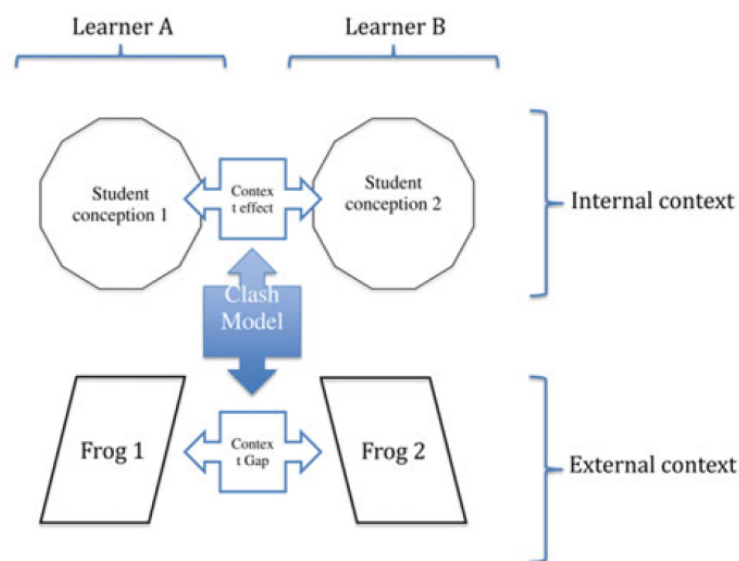 Learner A
Learner B
Student
conception 1
Contex
t effect
Student
conception 2
Internal context
Clash
Model
Frog 1
Contex
t Gap
Frog 2
External context